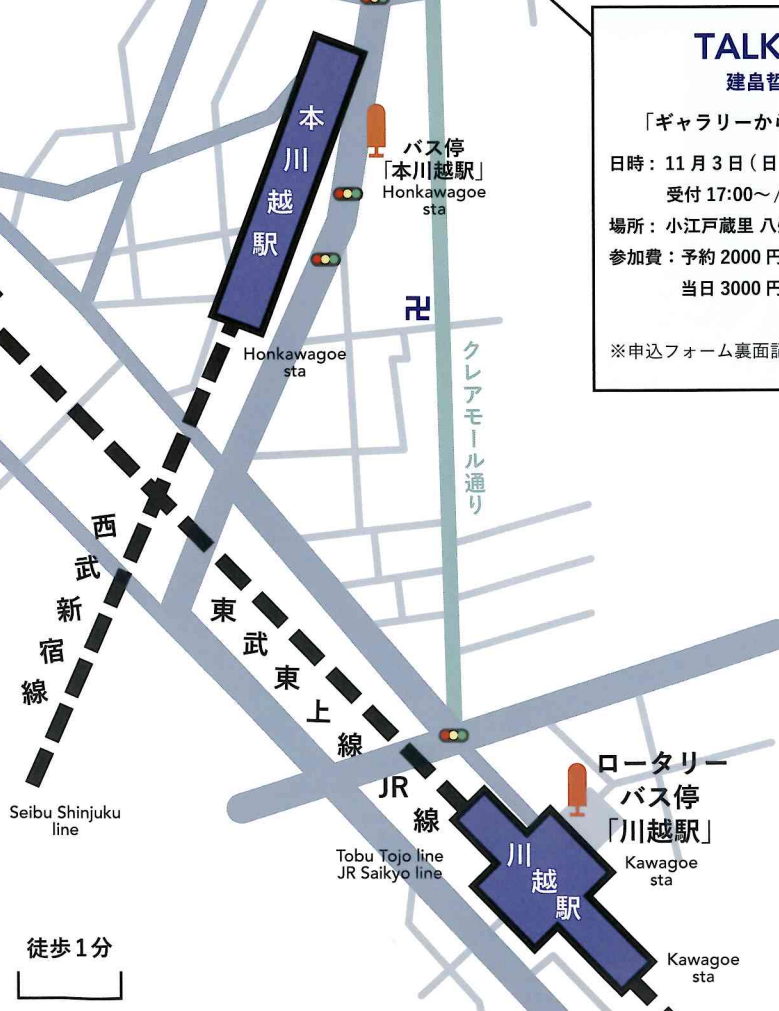 TALK
建畠晢
「ギャラリーから
日時：11月3日（日
受付 17:00〜 /
場所：小江戸蔵里 八
参加費：予約 2000 円
当日 3000 円
※申込フォーム裏面記
本川越駅
バス停
「本川越駅」
Honkawagoe
sta
Honkawagoe
sta
卍
クレアモール通り
西武新宿線
Seibu Shinjuku
line
東武東上線
JR線
Tobu Tojo line
JR Saikyo line
ロータリー
バス停
「川越駅」
Kawagoe
sta
川越駅
Kawagoe
sta
徒歩1分